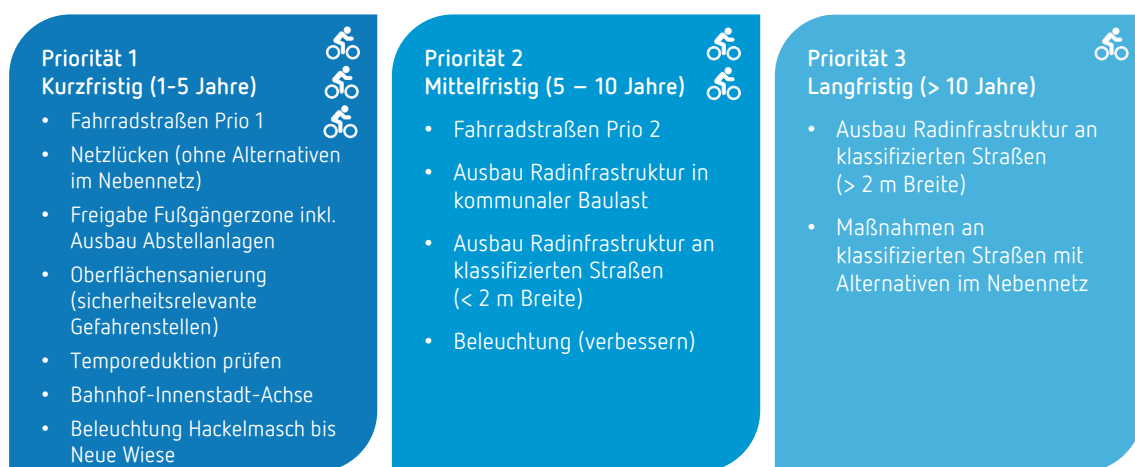 Priorität 1
Kurzfristig (1-5 Jahre)
• Fahrradstraßen Prio 1
• Netzlücken (ohne Alternativen
im Nebennetz)
• Freigabe Fußgängerzone inkl.
Ausbau Abstellanlagen
• Oberflächensanierung
(sicherheitsrelevante
Gefahrenstellen)
• Temporeduktion prüfen
• Bahnhof-Innenstadt-Achse
• Beleuchtung Hackelmasch bis
Neue Wiese
Priorität 2
Mittelfristig (5 – 10 Jahre)
• Fahrradstraßen Prio 2
• Ausbau Radinfrastruktur in
kommunaler Baulast
• Ausbau Radinfrastruktur an
klassifizierten Straßen
(< 2 m Breite)
• Beleuchtung (verbessern)
Priorität 3
Langfristig (> 10 Jahre)
• Ausbau Radinfrastruktur an
klassifizierten Straßen
(> 2 m Breite)
• Maßnahmen an
klassifizierten Straßen mit
Alternativen im Nebennetz